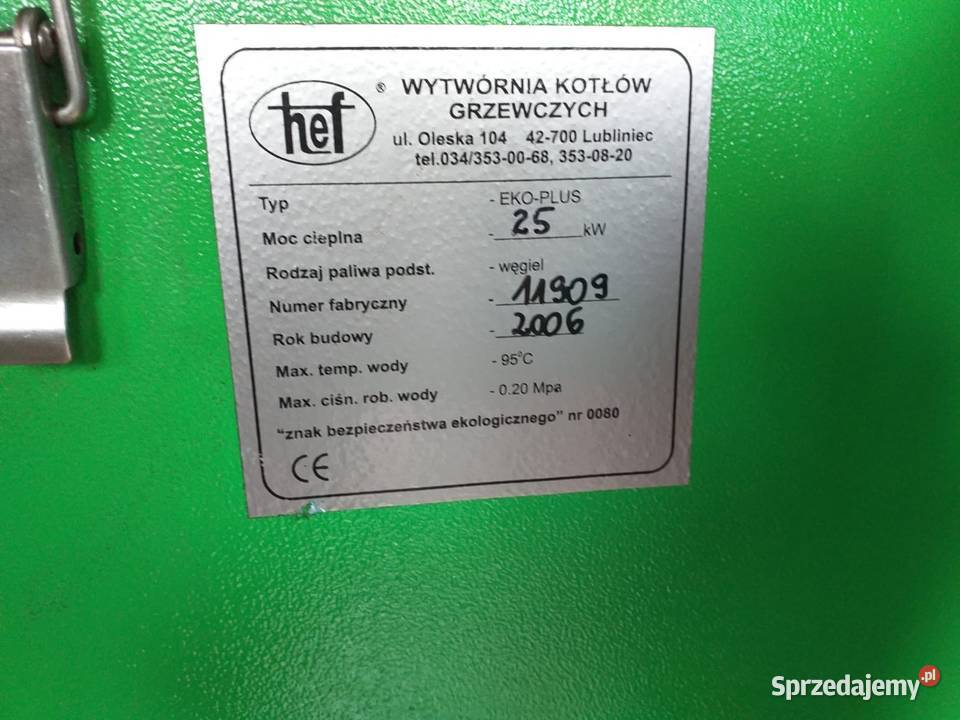 hef ® WYTWÓRNIA KOTŁÓW
GRZEWCZYCH
ul. Oleska 104 42-700 Lubliniec
tel.034/353-00-68, 353-08-20
Typ - EKO-PLUS
Moc cieplna - 25 kW
Rodzaj paliwa podst. - węgiel
Numer fabryczny - 11909
Rok budowy - 2006
Max. temp. wody - 95°C
Max. ciśn. rob. wody - 0.20 Mpa
"znak bezpieczeństwa ekologicznego" nr 0080
CE
Sprzedajemy.pl